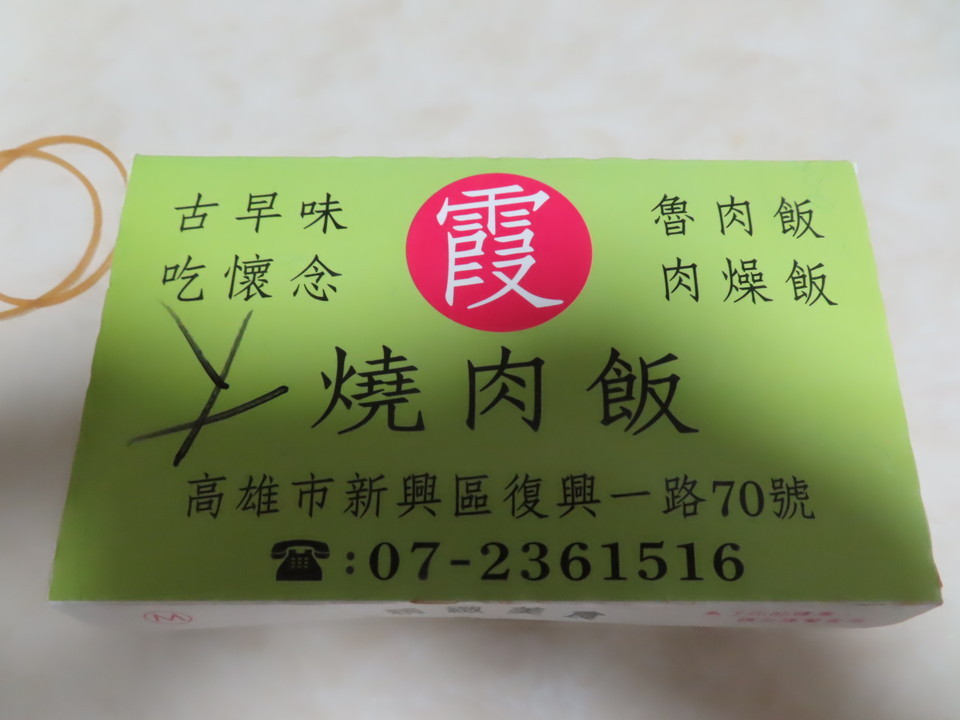 古早味
吃懷念
霞
魯肉飯
肉燥飯
燒肉飯
高雄市新興區復興一路70號
:07-2361516
M